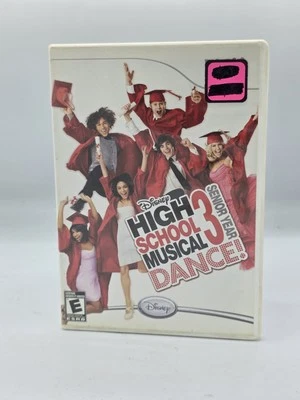 Disney
HIGH
SCHOOL
MUSICAL
3
SENIOR YEAR
DANCE!
E
Disney